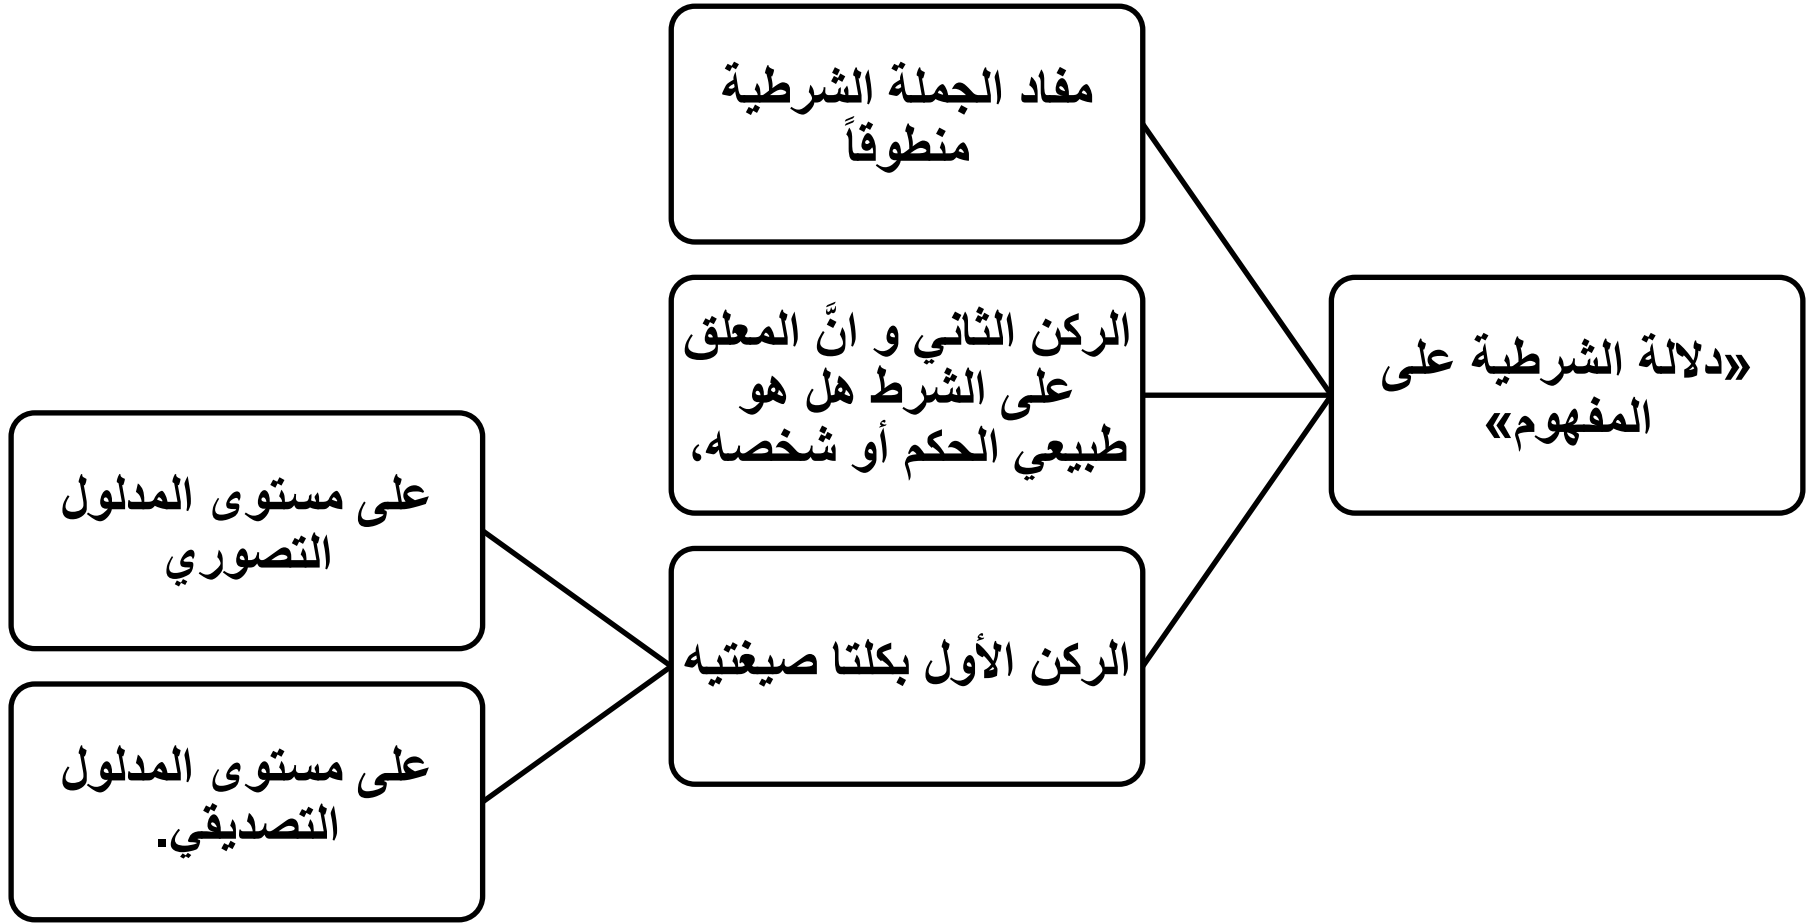 «دلالة الشرطية على
المفهوم»
مفاد الجملة الشرطية
منطوقاً
الركن الثاني و انَّ المعلق
على الشرط هل هو
طبيعي الحكم أو شخصه،
الركن الأول بكلتا صيغتيه
على مستوى المدلول
التصوري
على مستوى المدلول
التصديقي.